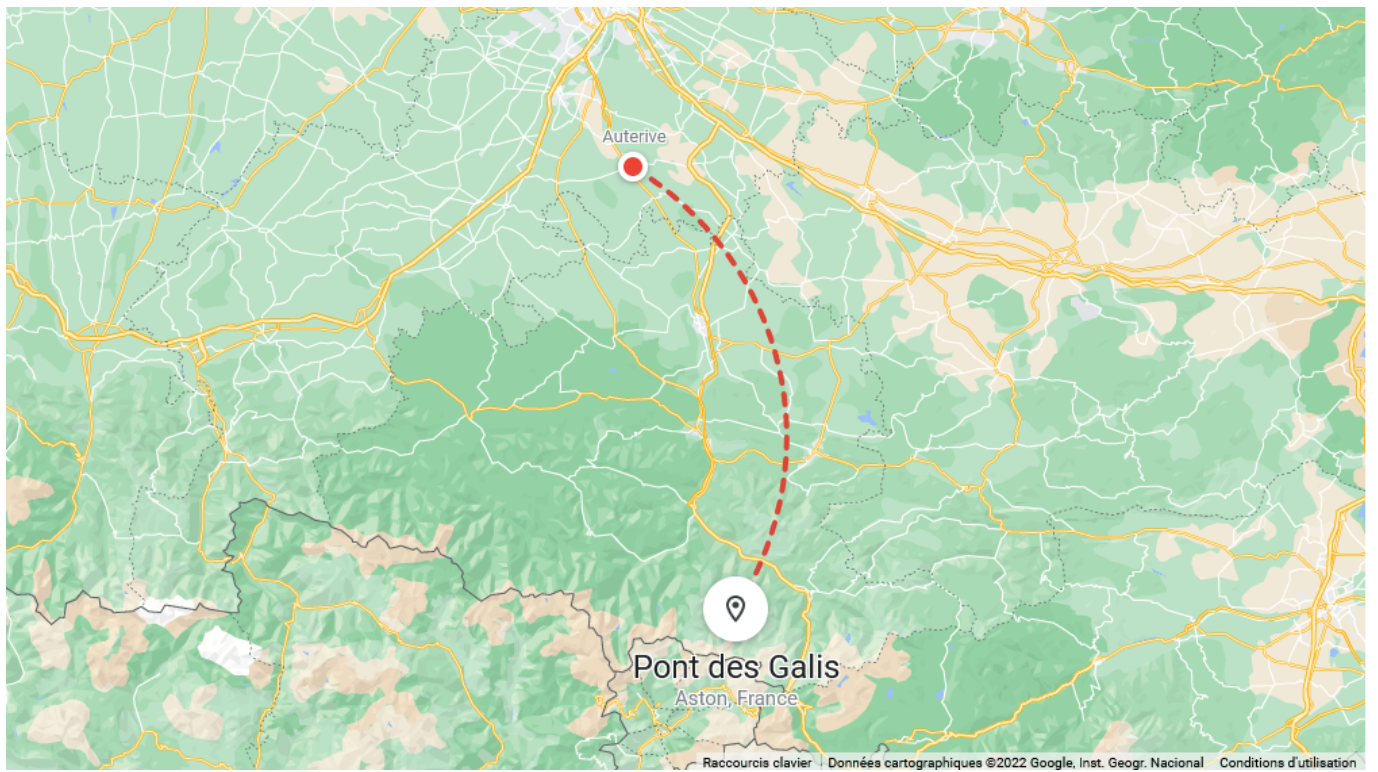 Auterive
Pont des Galis
Aston, France
Raccourcis clavier Données cartographiques ©2022 Google, Inst. Geogr. Nacional Conditions d'utilisation